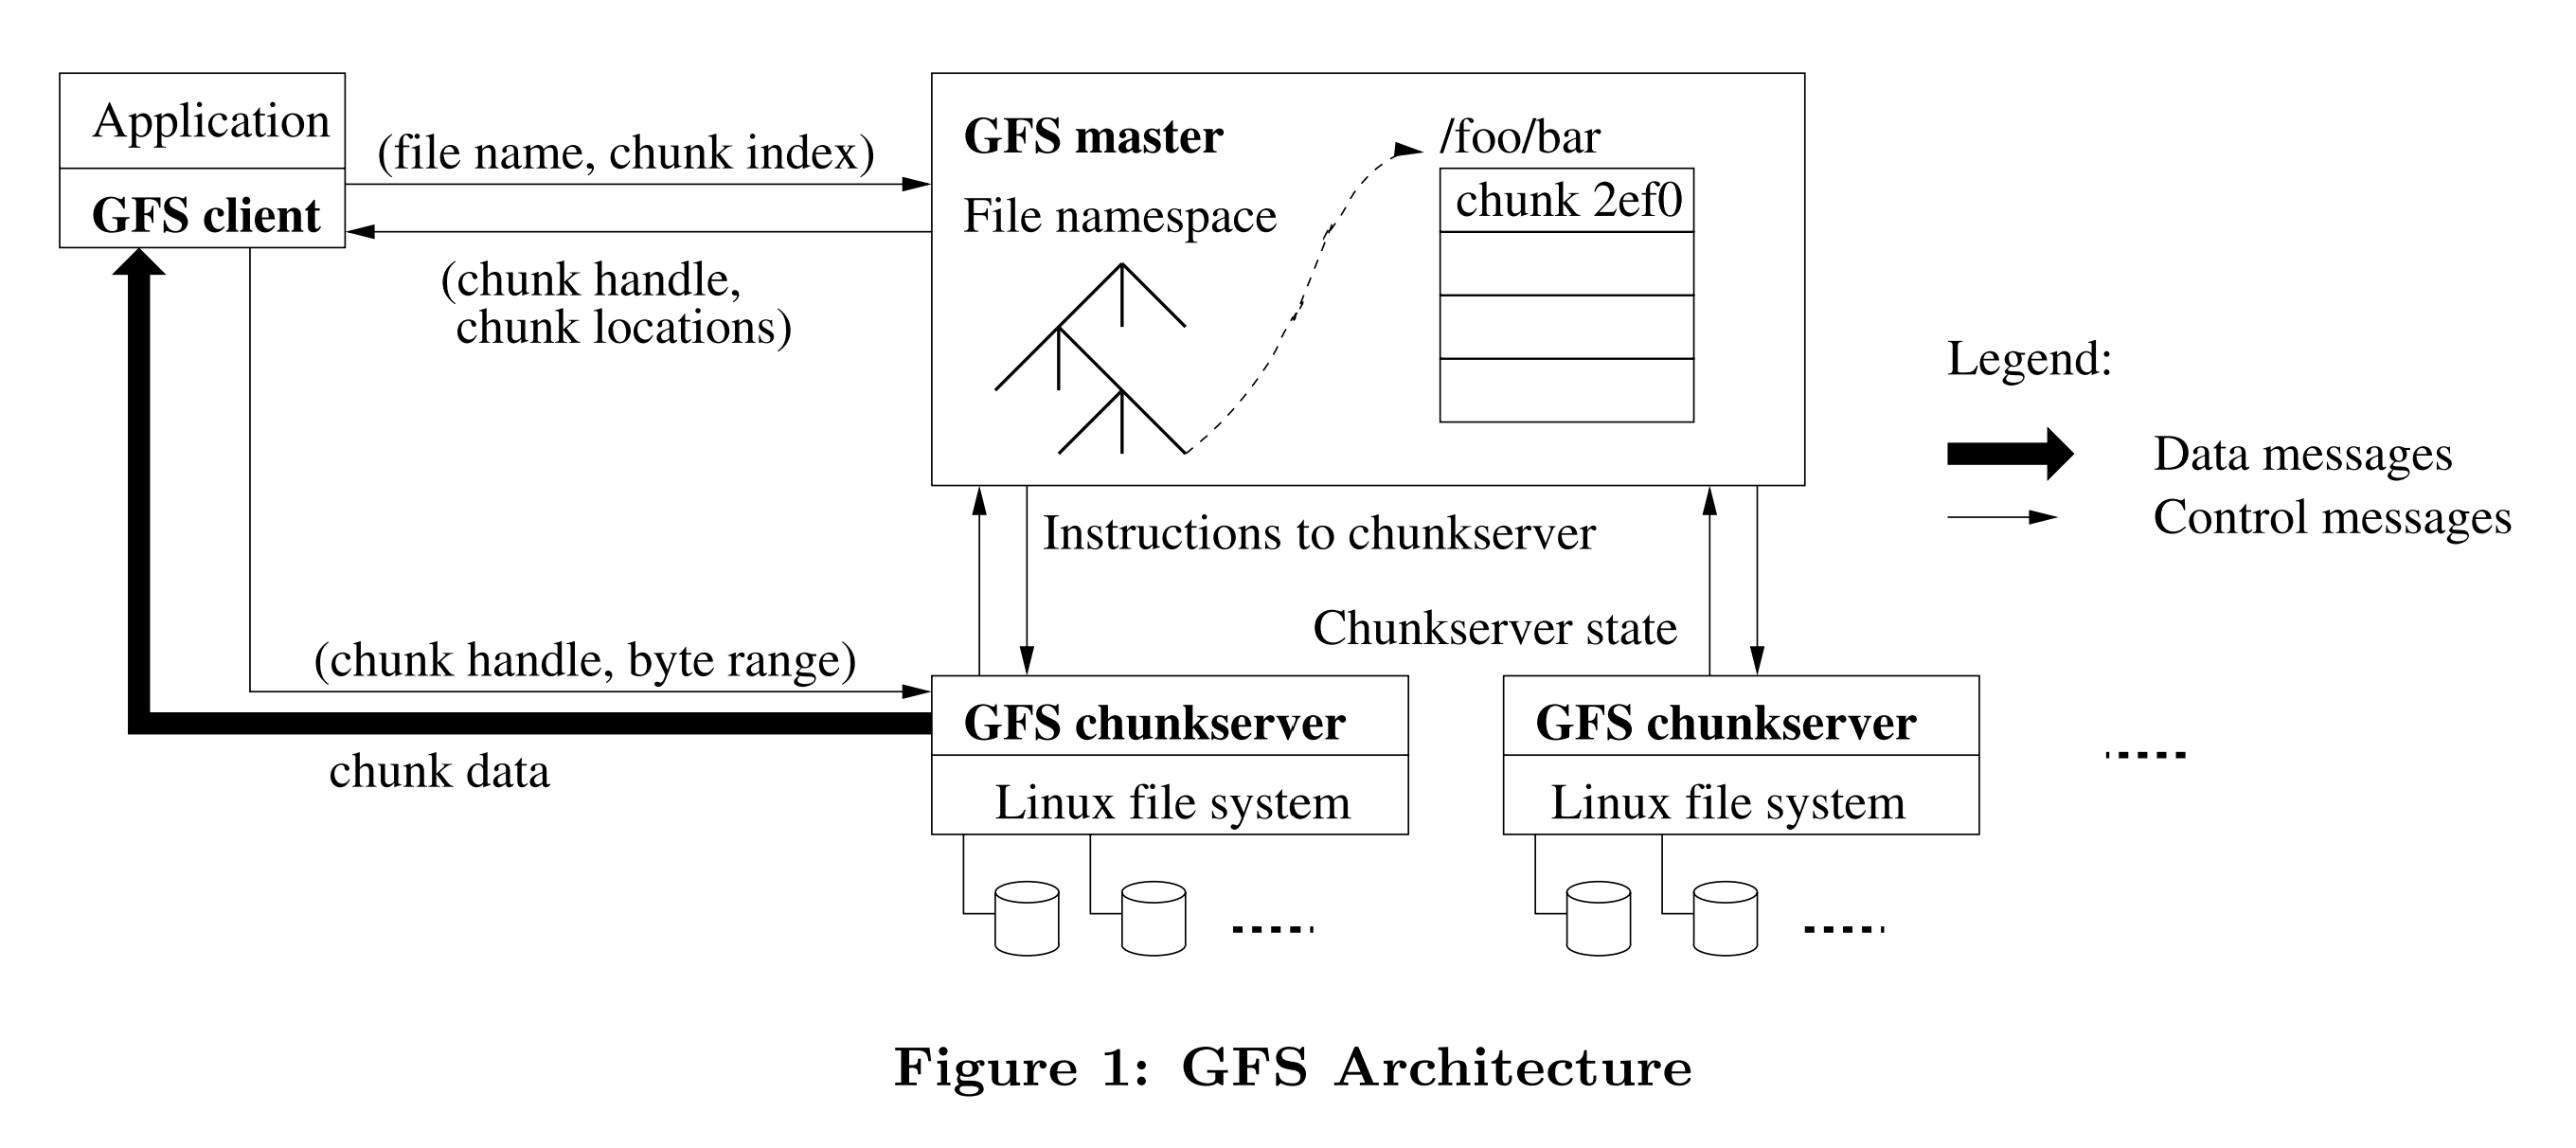 Application
GFS client
(file name, chunk index)
(chunk handle,
chunk locations)
GFS master
File namespace
/foo/bar
chunk 2ef0
Legend:
Data messages
Control messages
Instructions to chunkserver
Chunkserver state
(chunk handle, byte range)
chunk data
GFS chunkserver
Linux file system
GFS chunkserver
Linux file system
Figure 1: GFS Architecture